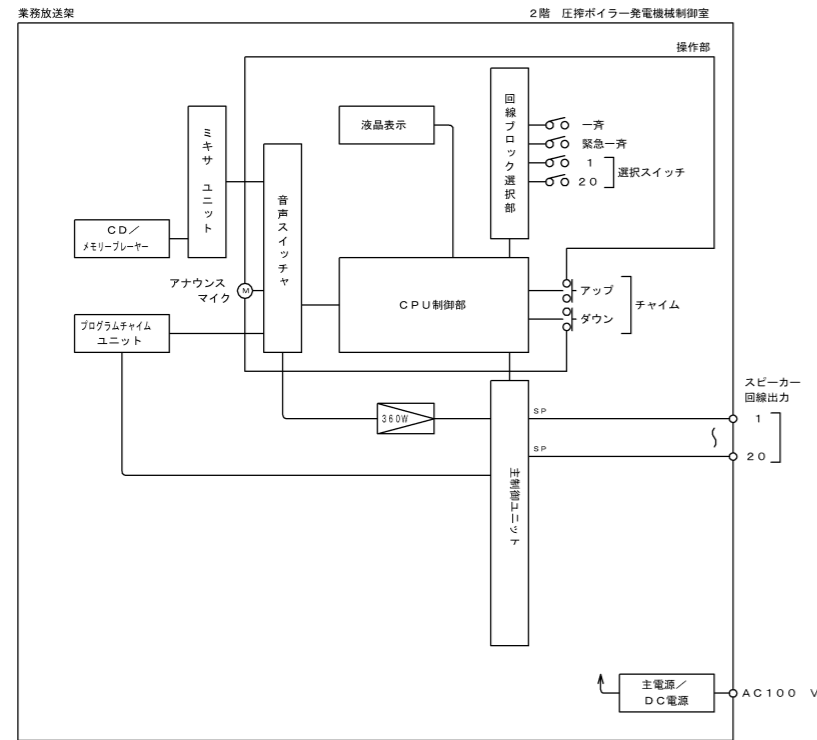 業務放送架
2階 圧搾ボイラー発電機械制御室
操作部
回線ブロック選択部
一斉
緊急一斉
1
20
選択スイッチ
液晶表示
ミキサ ユニット
音声スイッチャ
CD/
メモリープレーヤー
アナウンス
マイク
M
CPU制御部
アップ
ダウン
チャイム
プログラムチャイム
ユニット
360W
主制御ユニット
SP
SP
スピーカー
回線出力
1
20
主電源/
DC電源
AC100 V